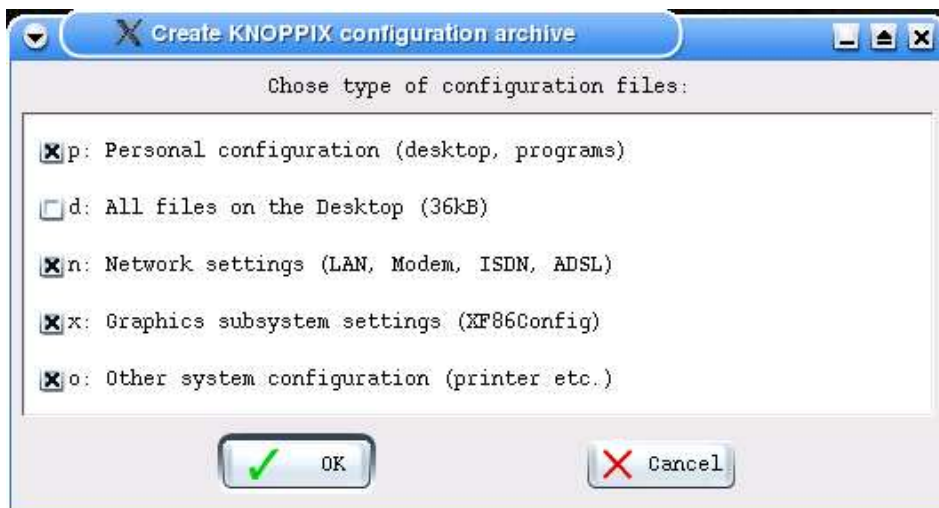 Create KNOPPIX configuration archive
Chose type of configuration files:
p: Personal configuration (desktop, programs)
d: All files on the Desktop (36kB)
n: Network settings (LAN, Modem, ISDN, ADSL)
x: Graphics subsystem settings (XF86Config)
o: Other system configuration (printer etc.)
OK
Cancel